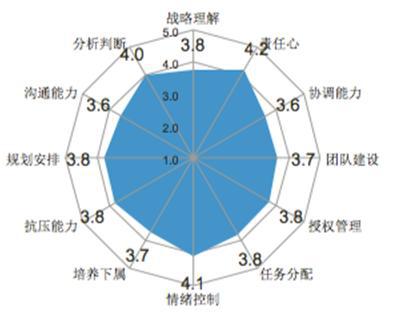 战略理解
5.0
3.8
分析判断
4.0
4.2
责任心
4.0
沟通能力
3.6
3.6
协调能力
3.0
2.0
规划安排
3.8
1.0
3.7
团队建设
抗压能力
3.8
3.8
授权管理
培养下属
3.7
3.8
任务分配
4.1
情绪控制